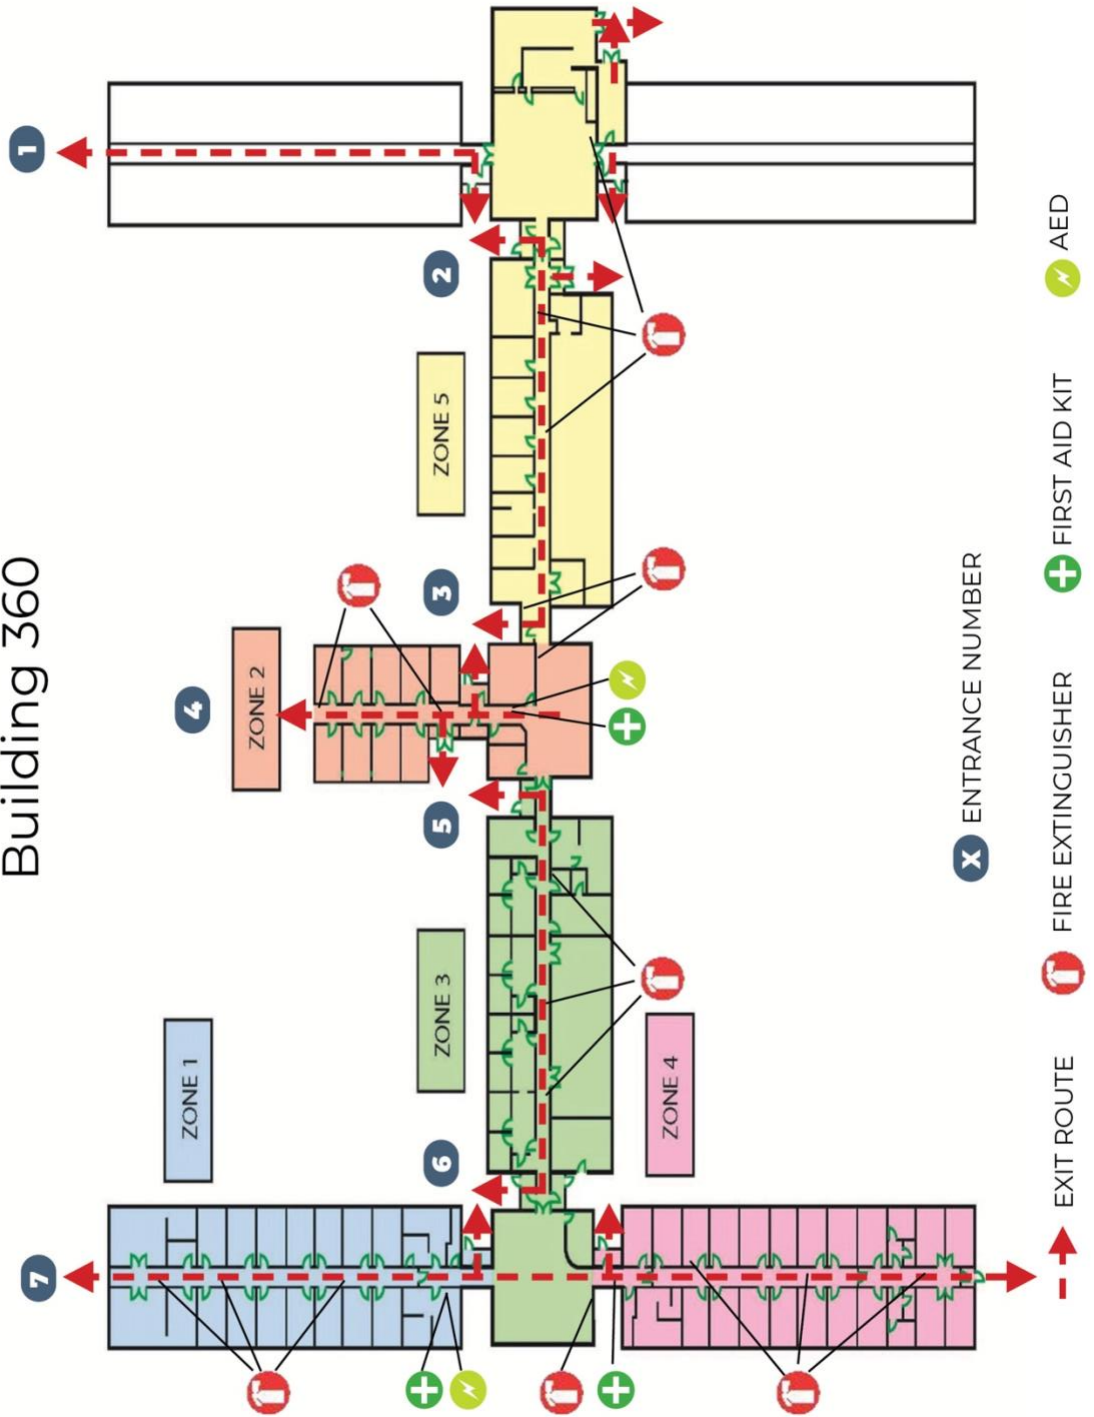 Building 360
7
6
5
4
3
2
1
ZONE 1
ZONE 2
ZONE 3
ZONE 5
ZONE 4
X ENTRANCE NUMBER
EXIT ROUTE
FIRE EXTINGUISHER
FIRST AID KIT
AED